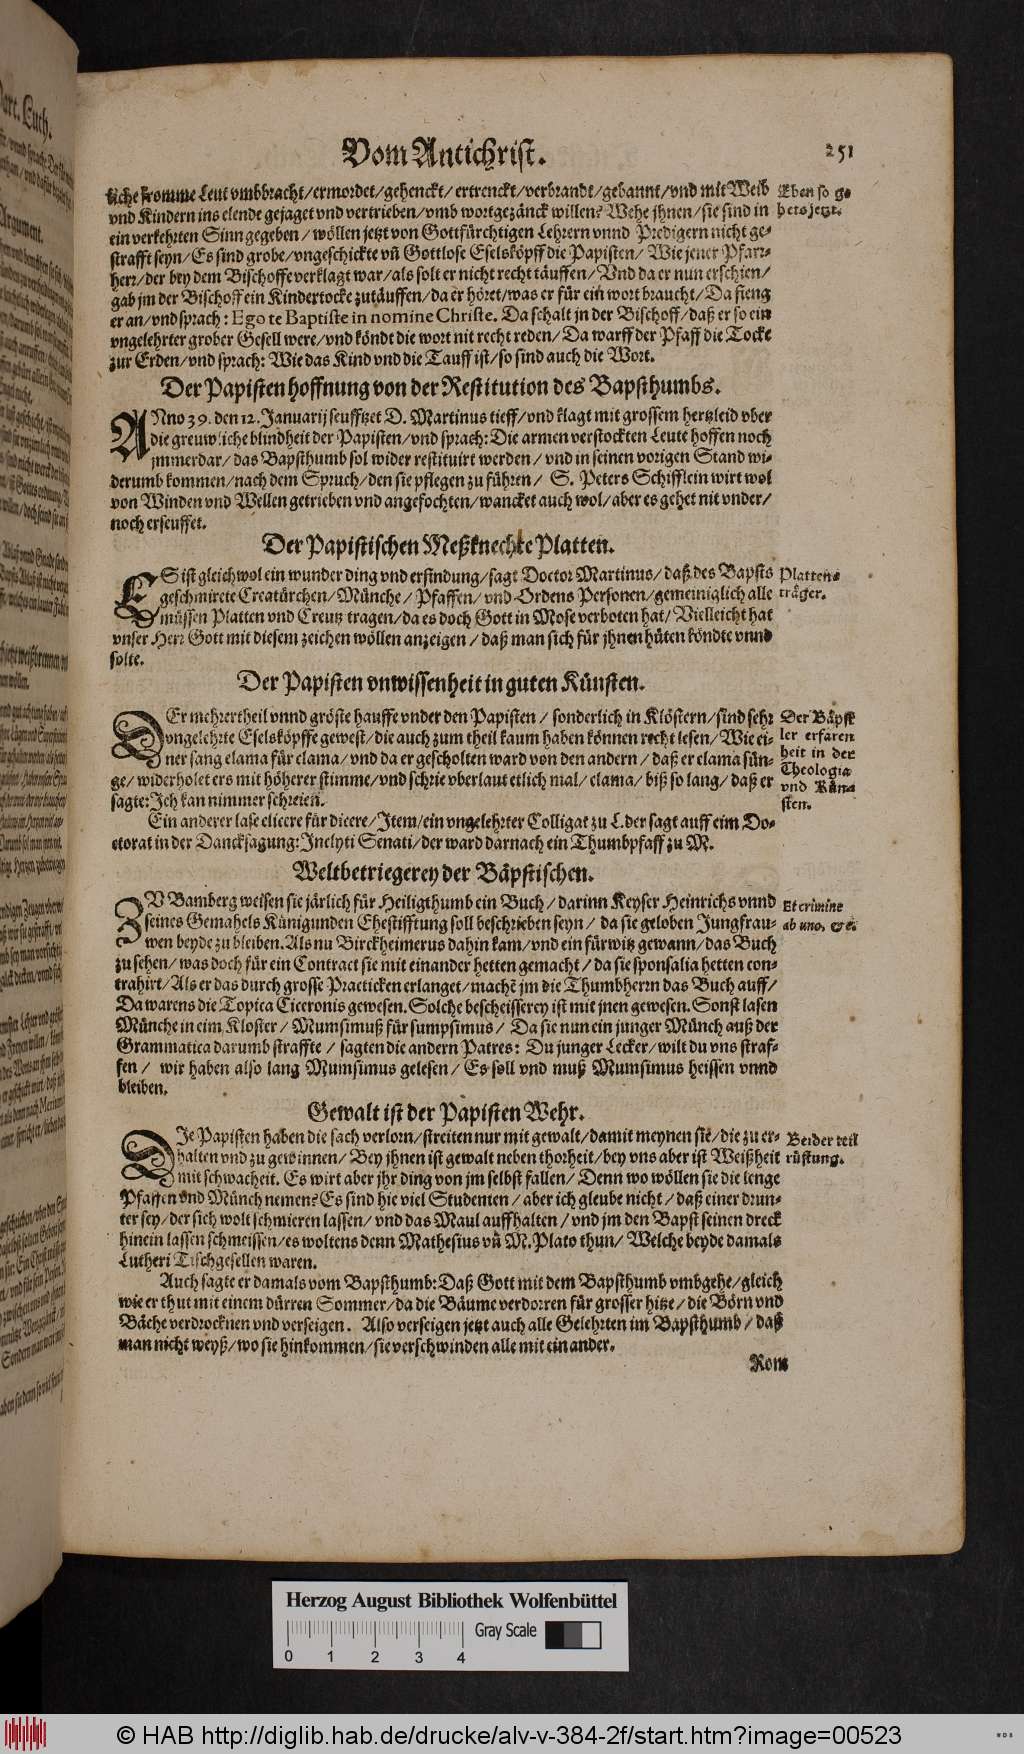 Vom Antichrist.
251
liche fromme Leut vmbbracht/ermordet/gehenckt/ertrenckt/verbrandt/gebannt/vnd mit Weib
vnd Kindern ins elende gejaget vnd vertrieben/vmb wortgezänck willen? Wehe jhnen/sie sind in
ein verkehrten Sinn gegeben/wöllen jetzt von Gottfürchtigen Lehrern vnnd Predigern nicht ge-
strafft seyn/Es sind grobe/vngeschickte vñ Gottlose Eselsköpff die Papisten/Wie jener Pfarr-
herr/der bey dem Bischoffe verklagt war/als solt er nicht recht täuffen/Vnd da er nun erschien/
gab jm der Bischoff ein Kindertocke zutäuffen/da er höret/was er für ein wort braucht/Da fieng
er an/vnd sprach: Ego te Baptiste in nomine Christe. Da schalt jn der Bischoff/daß er so ein
vngelehrter grober Gesell were/vnd köndt die wort nit recht reden/Da warff der Pfaff die Tocke
zur Erden/vnd sprach: Wie das Kind vnd die Tauff ist/so sind auch die Wort.
Eben so ge-
hets jetzt.
Der Papisten hoffnung von der Restitution des Bapsthumbs.
ANno 39. den 12. Januarij seufftzet D. Martinus tieff/vnd klagt mit grossem hertzleid vber
die greuwliche blindheit der Papisten/vnd sprach: Die armen verstockten Leute hoffen noch
jmmerdar/das Bapsthumb sol wider restituirt werden/vnd in seinen vorigen Stand wi-
derumb kommen/nach dem Spruch/den sie pflegen zu führen/S. Peters Schifflein wirt wol
von Winden vnd Wellen getrieben vnd angefochten/wancket auch wol/aber es gehet nit vnder/
noch erseuffet.
Der Papistischen Meßknechte Platten.
ES ist gleichwol ein wunder ding vnd erfindung/sagt Doctor Martinus/daß des Bapsts
geschmirete Creatürchen/Münche/Pfaffen/vnd Ordens Personen/gemeiniglich alle
müssen Platten vnd Creutz tragen/da es doch Gott in Mose verboten hat/Vielleicht hat
vnser Herr Gott mit diesem zeichen wöllen anzeigen/daß man sich für jhnen hüten köndte vnnd
solte.
Platten-
träger.
Der Papisten vnwissenheit in guten Künsten.
DEr mehrertheil vnnd gröste hauffe vnder den Papisten/sonderlich in Klöstern/sind sehr
vngelehrte Eselsköpffe gewest/die auch zum theil kaum haben können recht lesen/Wie ei-
ner sang elama für clama/vnd da er gescholten ward von den andern/daß er clama sün-
ge/widerholet ers mit höherer stimme/vnd schrie vberlaut etlich mal/elama/biß so lang/daß er
sagte: Ich kan nimmer schreien.
Ein anderer lase elicere für dicere/Item/ein vngelehrter Colligat zu L. der sagt auff eim Do-
ctorat in der Dancksagung: Inelyti Senati/der ward darnach ein Thumbpfaff zu M.
Der Bäpst
ler erfaren
heit in der
Theologia
vnd Kün-
sten.
Weltbetriegerey der Bäpstischen.
ZV Bamberg weisen sie järlich für Heiligthumb ein Buch/darinn Keyser Heinrichs vnnd
seines Gemahels Künigunden Ehestifftung soll beschrieben seyn/da sie geloben Jungfrau-
wen beyde zu bleiben. Als nu Birckheimerus dahin kam/vnd ein fürwitz gewann/das Buch
zu sehen/was doch für ein Contract sie mit einander hetten gemacht/da sie sponsalia hetten con-
trahirt/Als er das durch grosse Practicken erlanget/machẽ jm die Thumbherrn das Buch auff/
Da warens die Topica Ciceronis gewesen. Solche bescheisserey ist mit jnen gewesen. Sonst lasen
Münche in eim Kloster/Mumsimuß für sumpsimus/Da sie nun ein junger Münch auß der
Grammatica darumb straffte/sagten die andern Patres: Du junger Lecker/wilt du vns straf-
fen/wir haben also lang Mumsimus gelesen/Es soll vnd muß Mumsimus heissen vnnd
bleiben.
Et crimine
ab uno, &c.
Gewalt ist der Papisten Wehr.
DIe Papisten haben die sach verlorn/streiten nur mit gewalt/damit meynen sie/die zu er-
halten vnd zu gewinnen/Bey jhnen ist gewalt neben thorheit/bey vns aber ist Weißheit
mit schwacheit. Es wirt aber jhr ding von jm selbst fallen/Denn wo wöllen sie die lenge
Pfaffen vnd Münch nemen? Es sind hie viel Studenten/aber ich gleube nicht/daß einer drun-
ter sey/der sich wolt schmieren lassen/vnd das Maul auffhalten/vnd jm den Bapst seinen dreck
hinein lassen schmeissen/es woltens denn Mathesius vñ M. Plato thun/Welche beyde damals
Lutheri Tischgesellen waren.
Auch sagte er damals vom Bapsthumb: Daß Gott mit dem Bapsthumb vmbgehe/gleich
wie er thut mit einem dürren Sommer/da die Bäume verdorren für grosser hitze/die Börn vnd
Bäche verdrocknen vnd verseigen. Also verseigen jetzt auch alle Gelehrten im Bapsthumb/daß
man nicht weyß/wo sie hinkommen/sie verschwinden alle mit einander.
Beider teil
rüstung.
Rom
Herzog August Bibliothek Wolfenbüttel
Gray Scale
0 1 2 3 4
© HAB http://diglib.hab.de/drucke/alv-v-384-2f/start.htm?image=00523